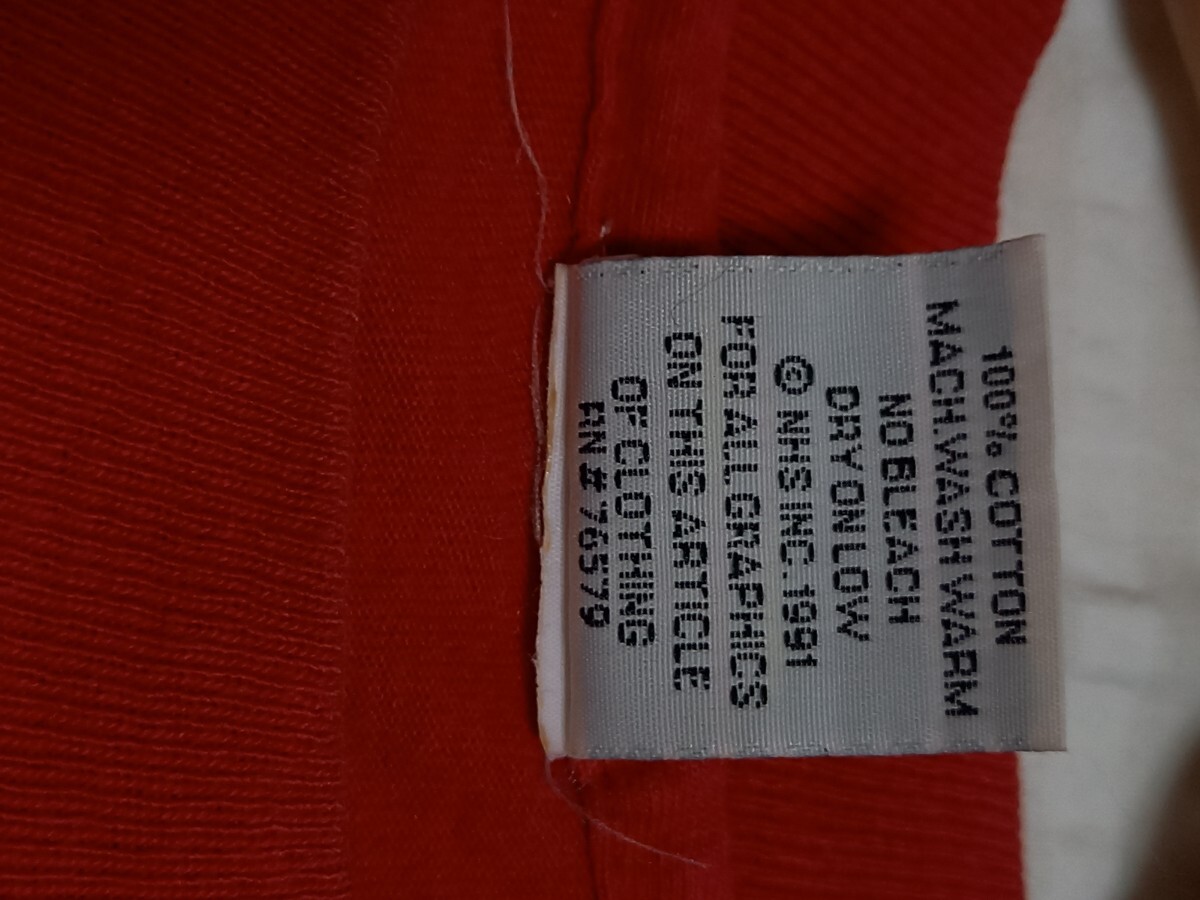 100% COTTON
MACH.WASH WARM
NO BLEACH
DRY ON LOW
© NHS INC.1991
FOR ALL GRAPHICS
ON THIS ARTICLE
OF CLOTHING
RN#76579